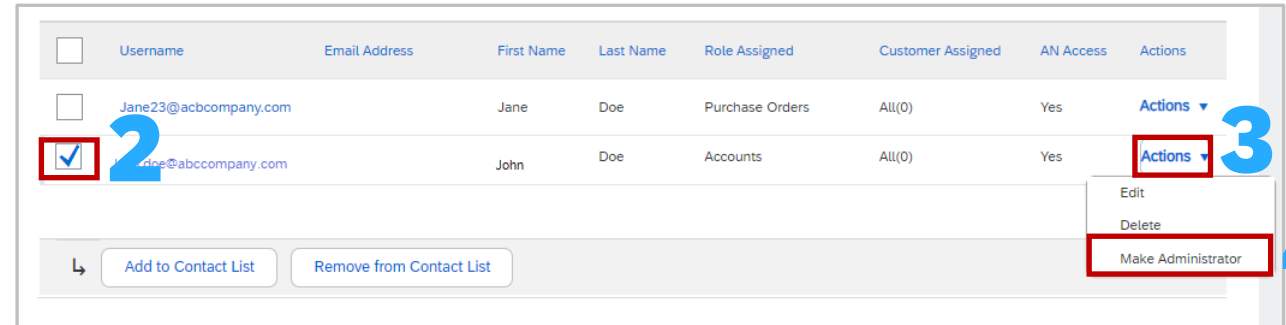 Username Email Address First Name Last Name Role Assigned Customer Assigned AN Access Actions
Jane23@acbcompany.com Jane Doe Purchase Orders All(0) Yes Actions
2 3
doe@abccompany.com John Doe Accounts All(0) Yes Actions
Edit
Delete
Add to Contact List Remove from Contact List Make Administrator